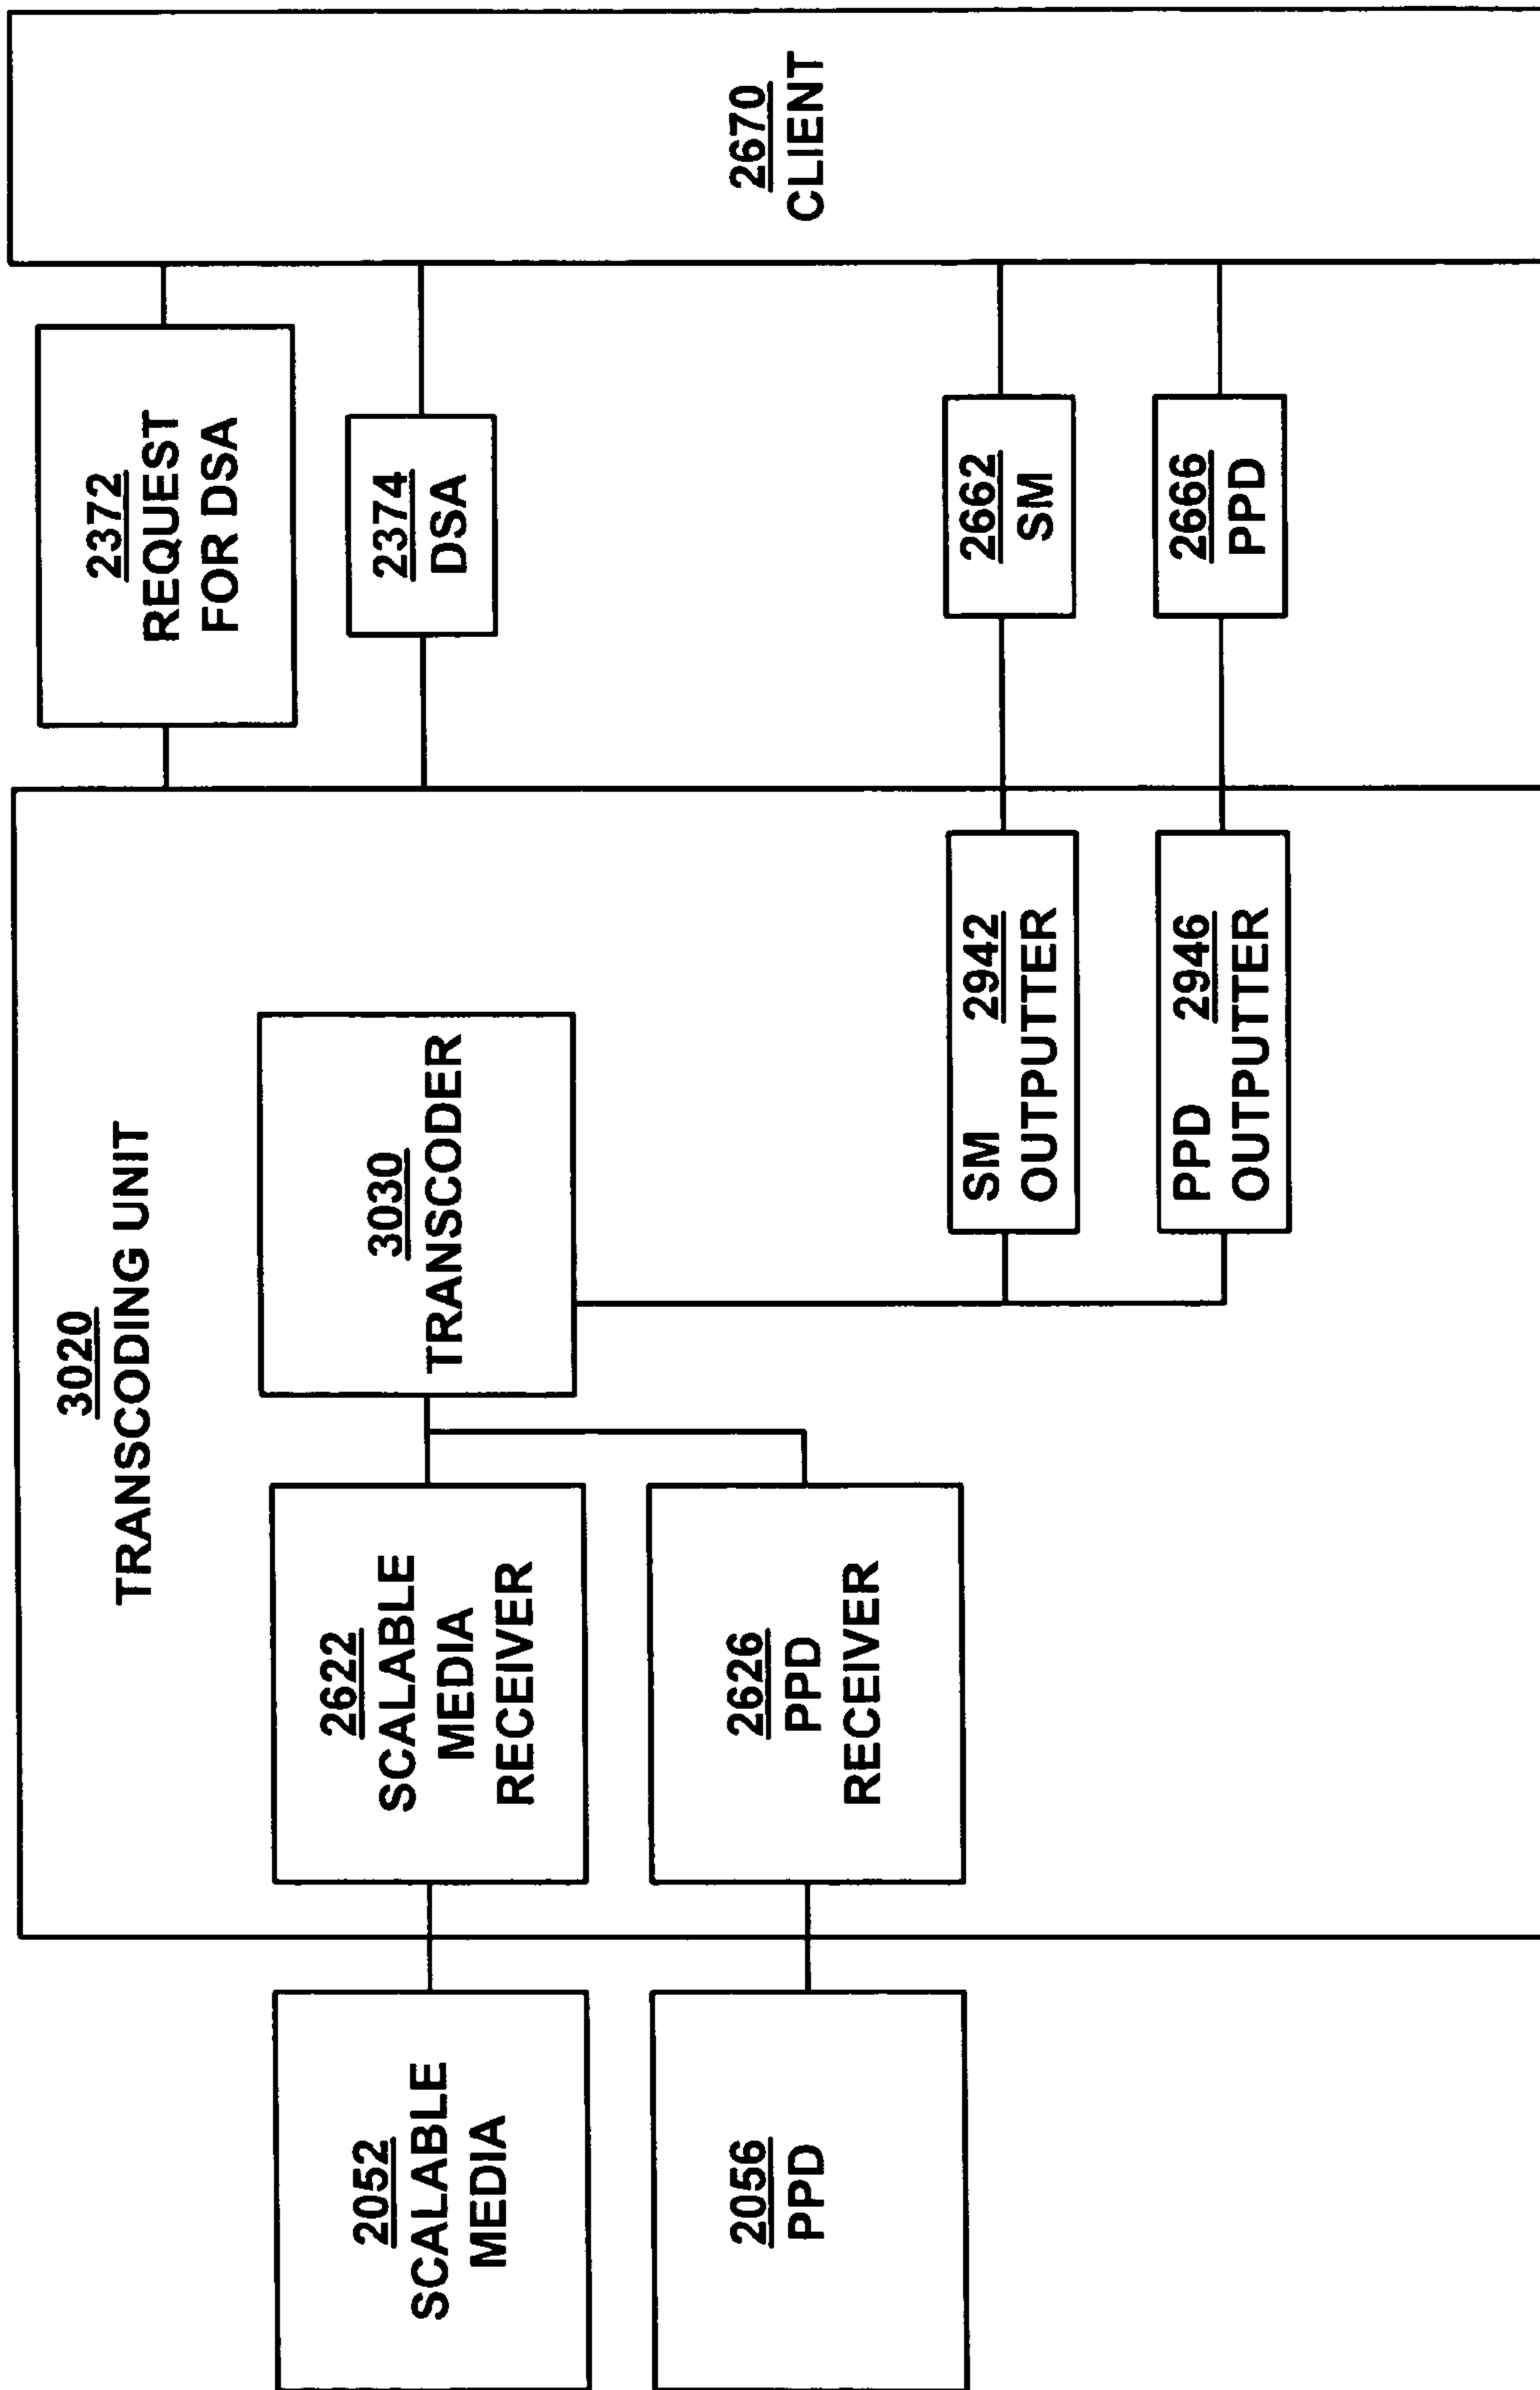 3020
TRANSCODING UNIT
2052
SCALABLE
MEDIA
2622
SCALABLE
MEDIA
RECEIVER
3030
TRANSCODER
2372
REQUEST
FOR DSA
2374
DSA
2056
PPD
2626
PPD
RECEIVER
SM 2942
OUTPUTTER
2662
SM
PPD 2946
OUTPUTTER
2666
PPD
2670
CLIENT